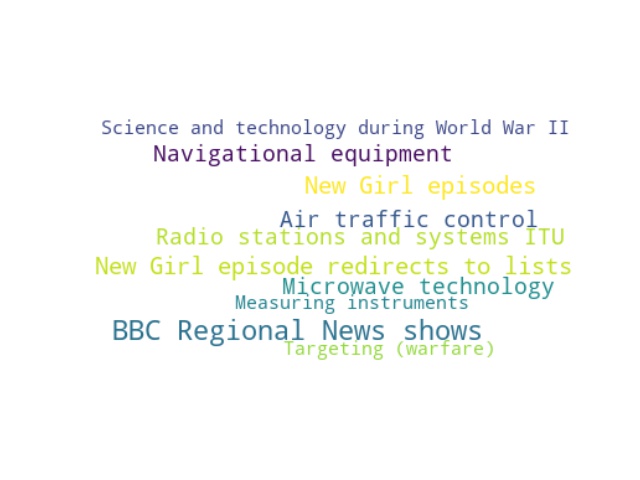 Science and technology during World War II
Navigational equipment
New Girl episodes
Air traffic control
Radio stations and systems ITU
New Girl episode redirects to lists
Microwave technology
Measuring instruments
BBC Regional News shows
Targeting (warfare)